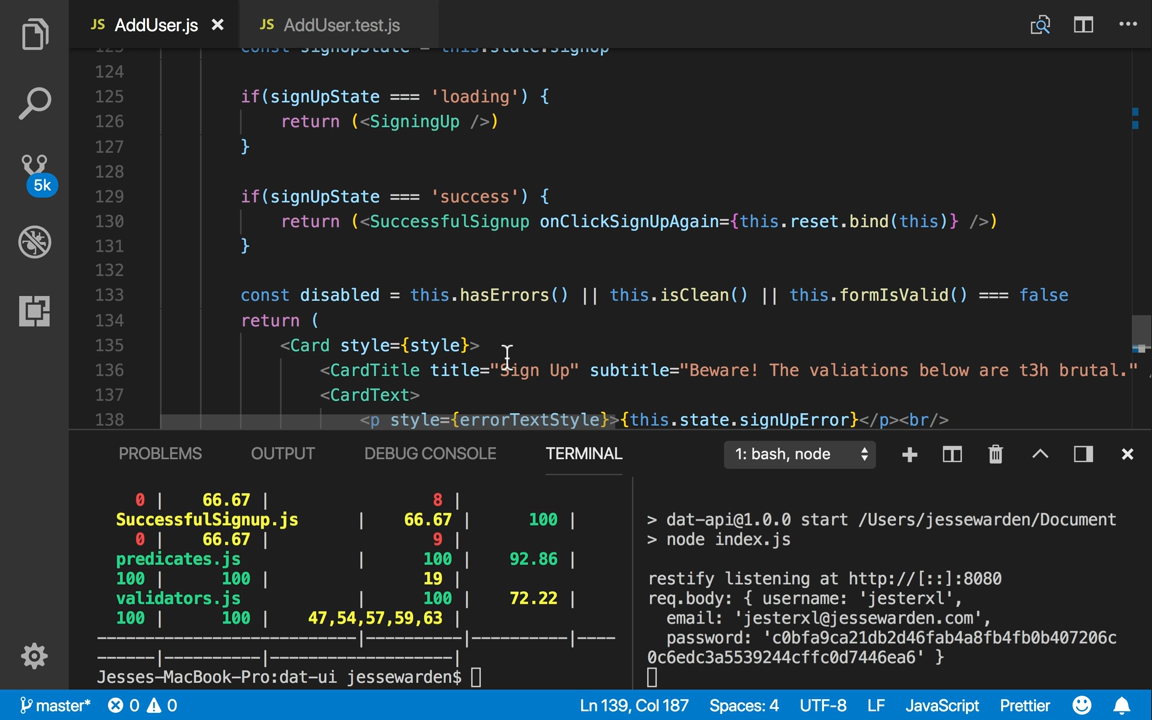 JS AddUser.js × JS AddUser.test.js
123 const signUpState = this.state.signUp
124
125 if(signUpState === 'loading') {
126 return (<SigningUp />)
127 }
128
129 if(signUpState === 'success') {
130 return (<SuccessfulSignup onClickSignUpAgain={this.reset.bind(this)} />)
131 }
132
133 const disabled = this.hasErrors() || this.isClean() || this.formIsValid() === false
134 return (
135 <Card style={style}>
136 <CardTitle title="Sign Up" subtitle="Beware! The valiations below are t3h brutal." /
137 <CardText>
138 <p style={errorTextStyle}>{this.state.signUpError}</p><br/>
5k
PROBLEMS OUTPUT DEBUG CONSOLE TERMINAL 1: bash, node
0 | 66.67 | 8 |
SuccessfulSignup.js | 66.67 | 100 |
0 | 66.67 | 9 |
predicates.js | 100 | 92.86 |
100 | 100 | 19 |
validators.js | 100 | 72.22 |
100 | 100 | 47,54,57,59,63 |
--------------------------|----------|----------|----
------|----------|-------------------|
Jesses-MacBook-Pro:dat-ui jessewarden$
> dat-api@1.0.0 start /Users/jessewarden/Document
> node index.js
restify listening at http://[::]:8080
req.body: { username: 'jesterxl',
email: 'jesterxl@jessewarden.com',
password: 'c0bfa9ca21db2d46fab4a8fb4fb0b407206c
0c6edc3a5539244cffc0d7446ea6' }
master* 0 0 Ln 139, Col 187 Spaces: 4 UTF-8 LF JavaScript Prettier